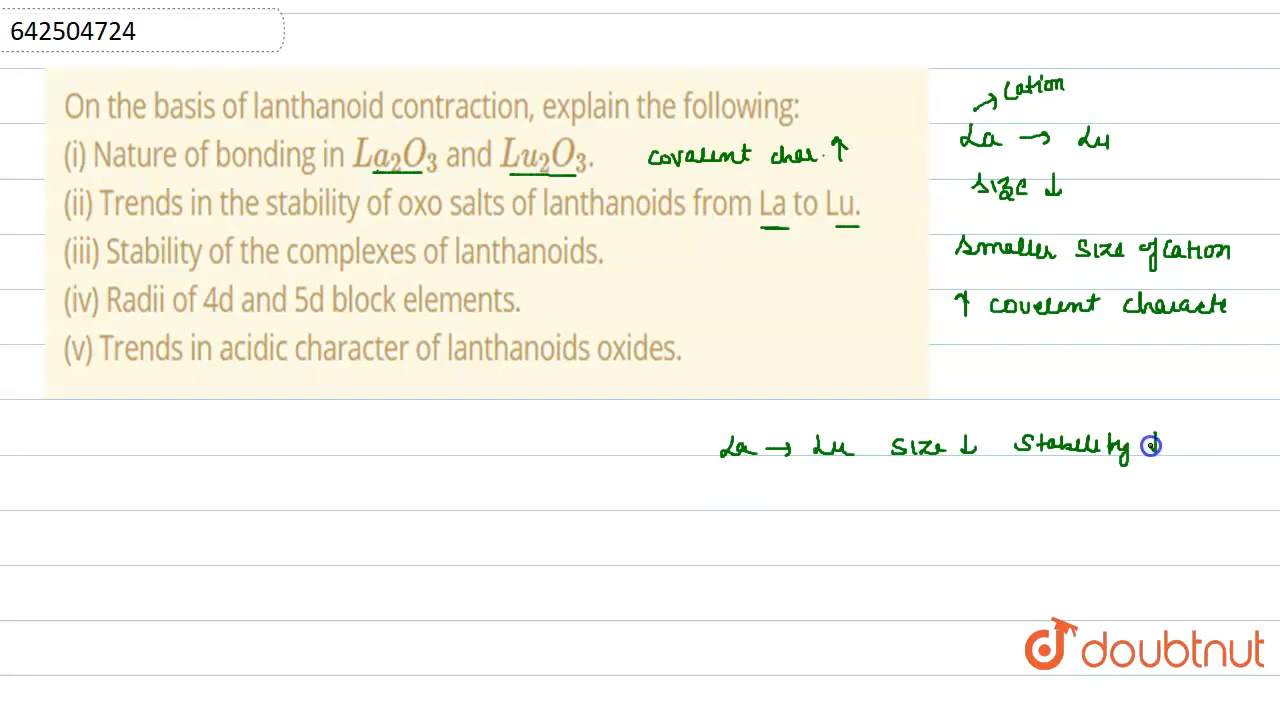 642504724
On the basis of lanthanoid contraction, explain the following:
(i) Nature of bonding in La₂O₃ and Lu₂O₃. covalent char. ↑
(ii) Trends in the stability of oxo salts of lanthanoids from La to Lu.
(iii) Stability of the complexes of lanthanoids.
(iv) Radii of 4d and 5d block elements.
(v) Trends in acidic character of lanthanoids oxides.
→ Cation
La → Lu
Size ↓
Smaller size of Cation
↑ covelent characte
La → Lu Size ↓ Stability ↓
doubtnut